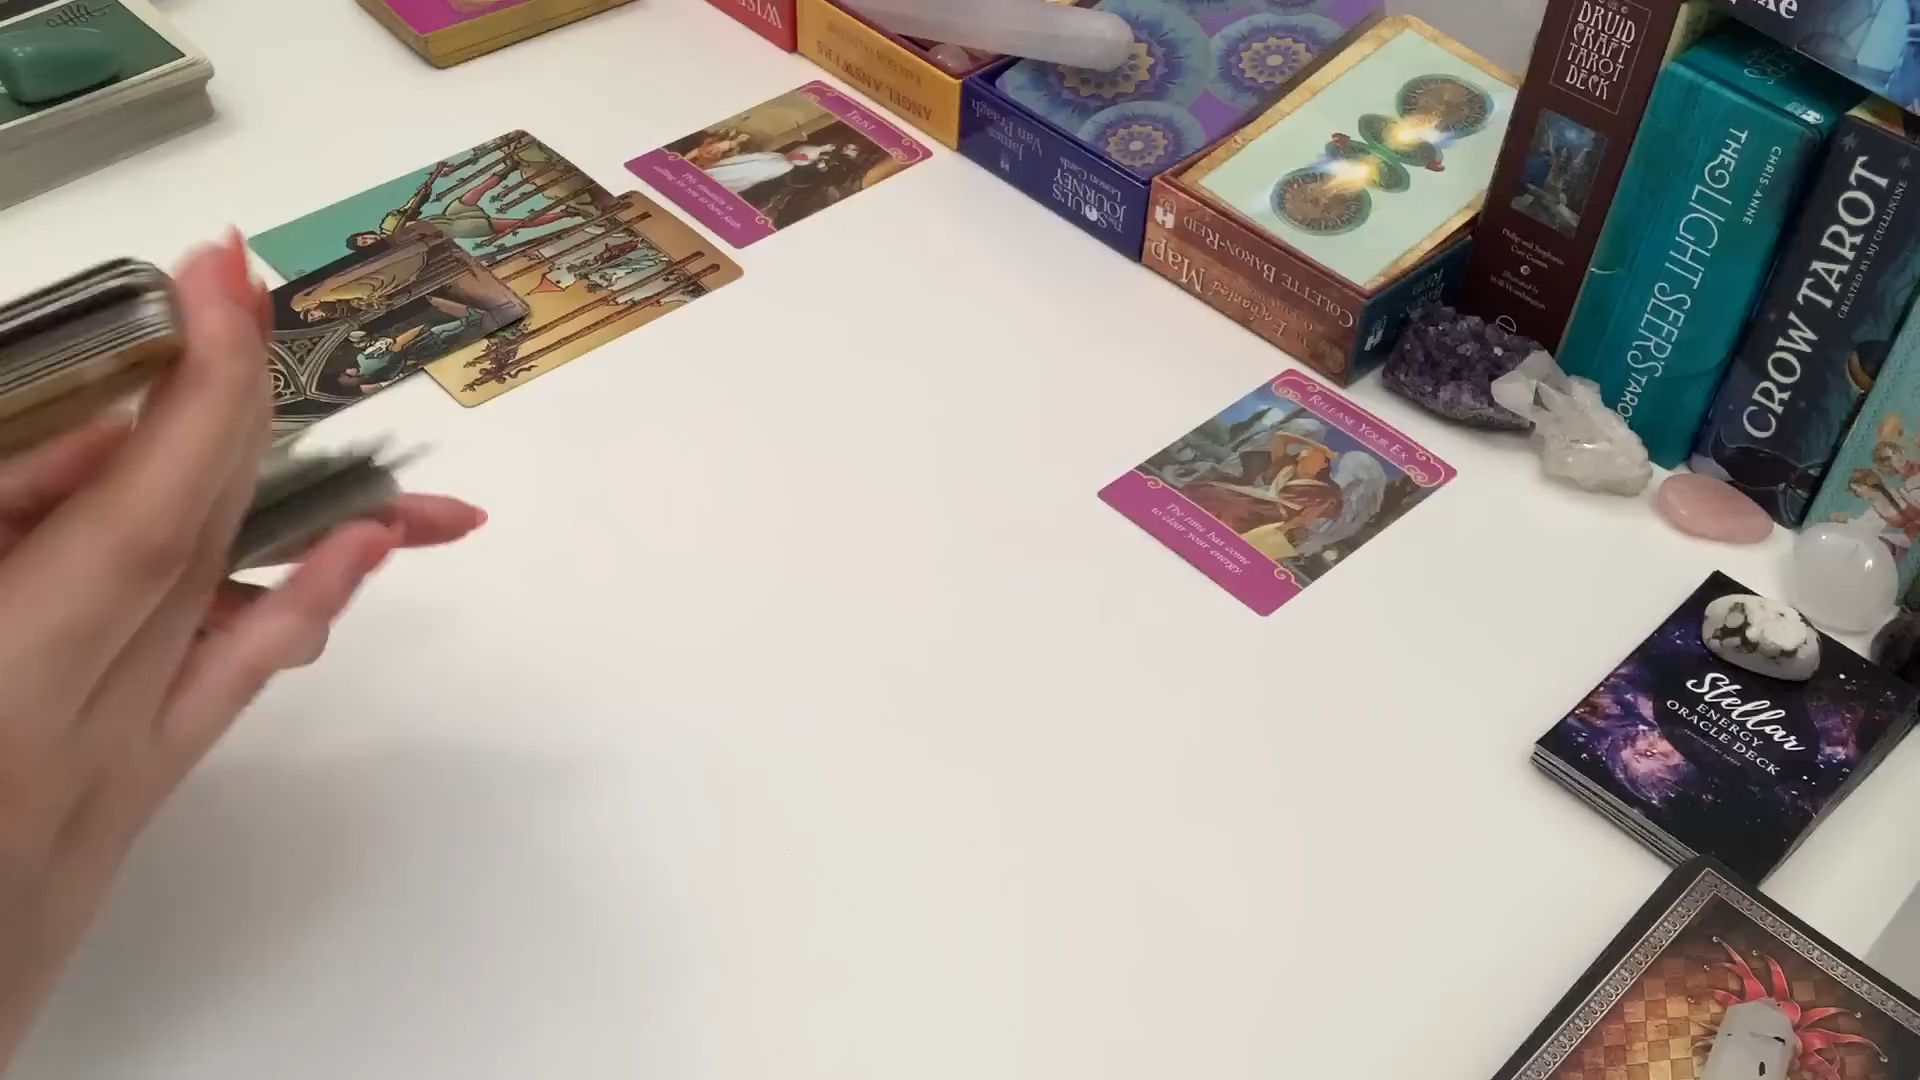 WISD
ANGEL ANSWERS
RADLEIGH VALENTINE
TRUST
This situation is
calling for you to have faith.
James
Van Praagh
The
SOUL'S
JOURNEY
Lesson Cards
COLETTE BARON-REID
The Enchanted
Map
DRUID
CRAFT
TAROT
DECK
THE LIGHT SEER'S TAROT
CHRIS-ANNE
CROW TAROT
CREATED BY MJ CULLINANE
RELEASE YOUR EX
The time has come
to clear your energy.
Stellar
ENERGY
ORACLE DECK